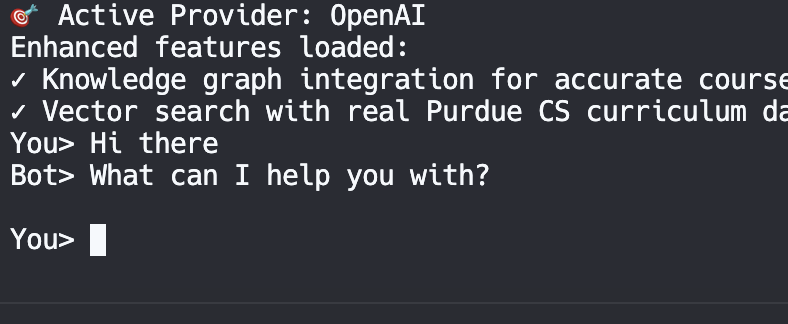 🎯 Active Provider: OpenAI
Enhanced features loaded:
✓ Knowledge graph integration for accurate course
✓ Vector search with real Purdue CS curriculum da
You> Hi there
Bot> What can I help you with?
You>